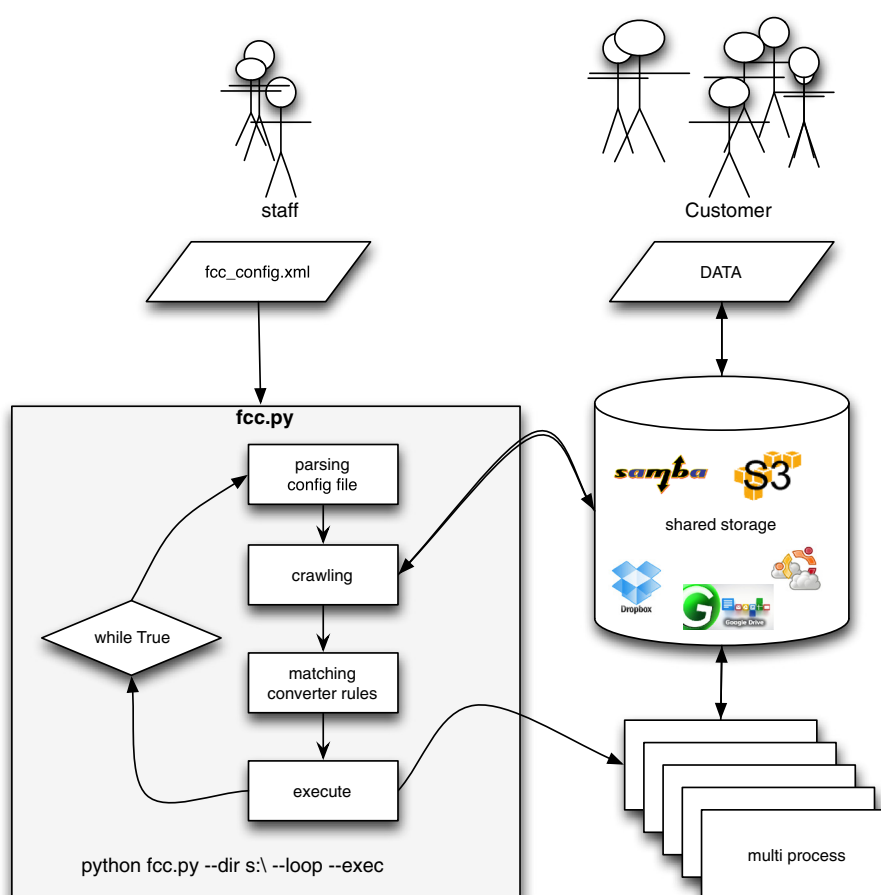 staff
Customer
fcc_config.xml
DATA
fcc.py
parsing
config file
samba
S3
crawling
shared storage
Dropbox
G
Google Drive
while True
matching
converter rules
execute
multi process
python fcc.py --dir s:\ --loop --exec